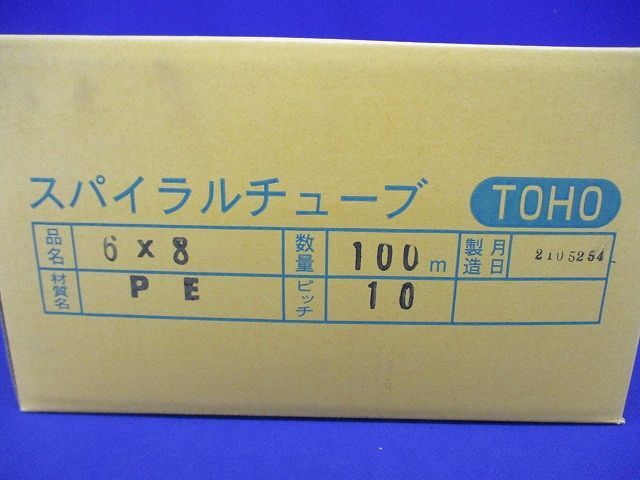 スパイラルチューブ TOHO
品名 6×8 数量 100m 製造月日 2105254
材質名 PE ピッチ 10